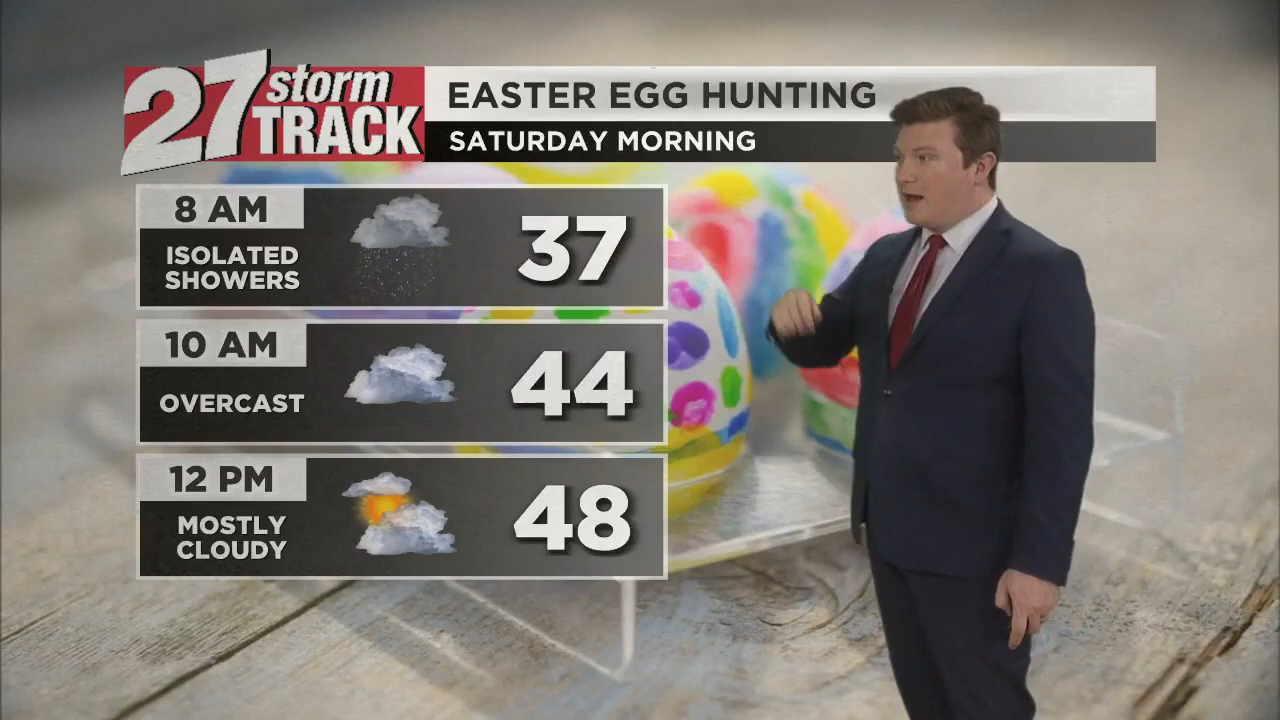 27 storm
TRACK
EASTER EGG HUNTING
SATURDAY MORNING
8 AM
ISOLATED
SHOWERS
37
10 AM
OVERCAST
44
12 PM
MOSTLY
CLOUDY
48